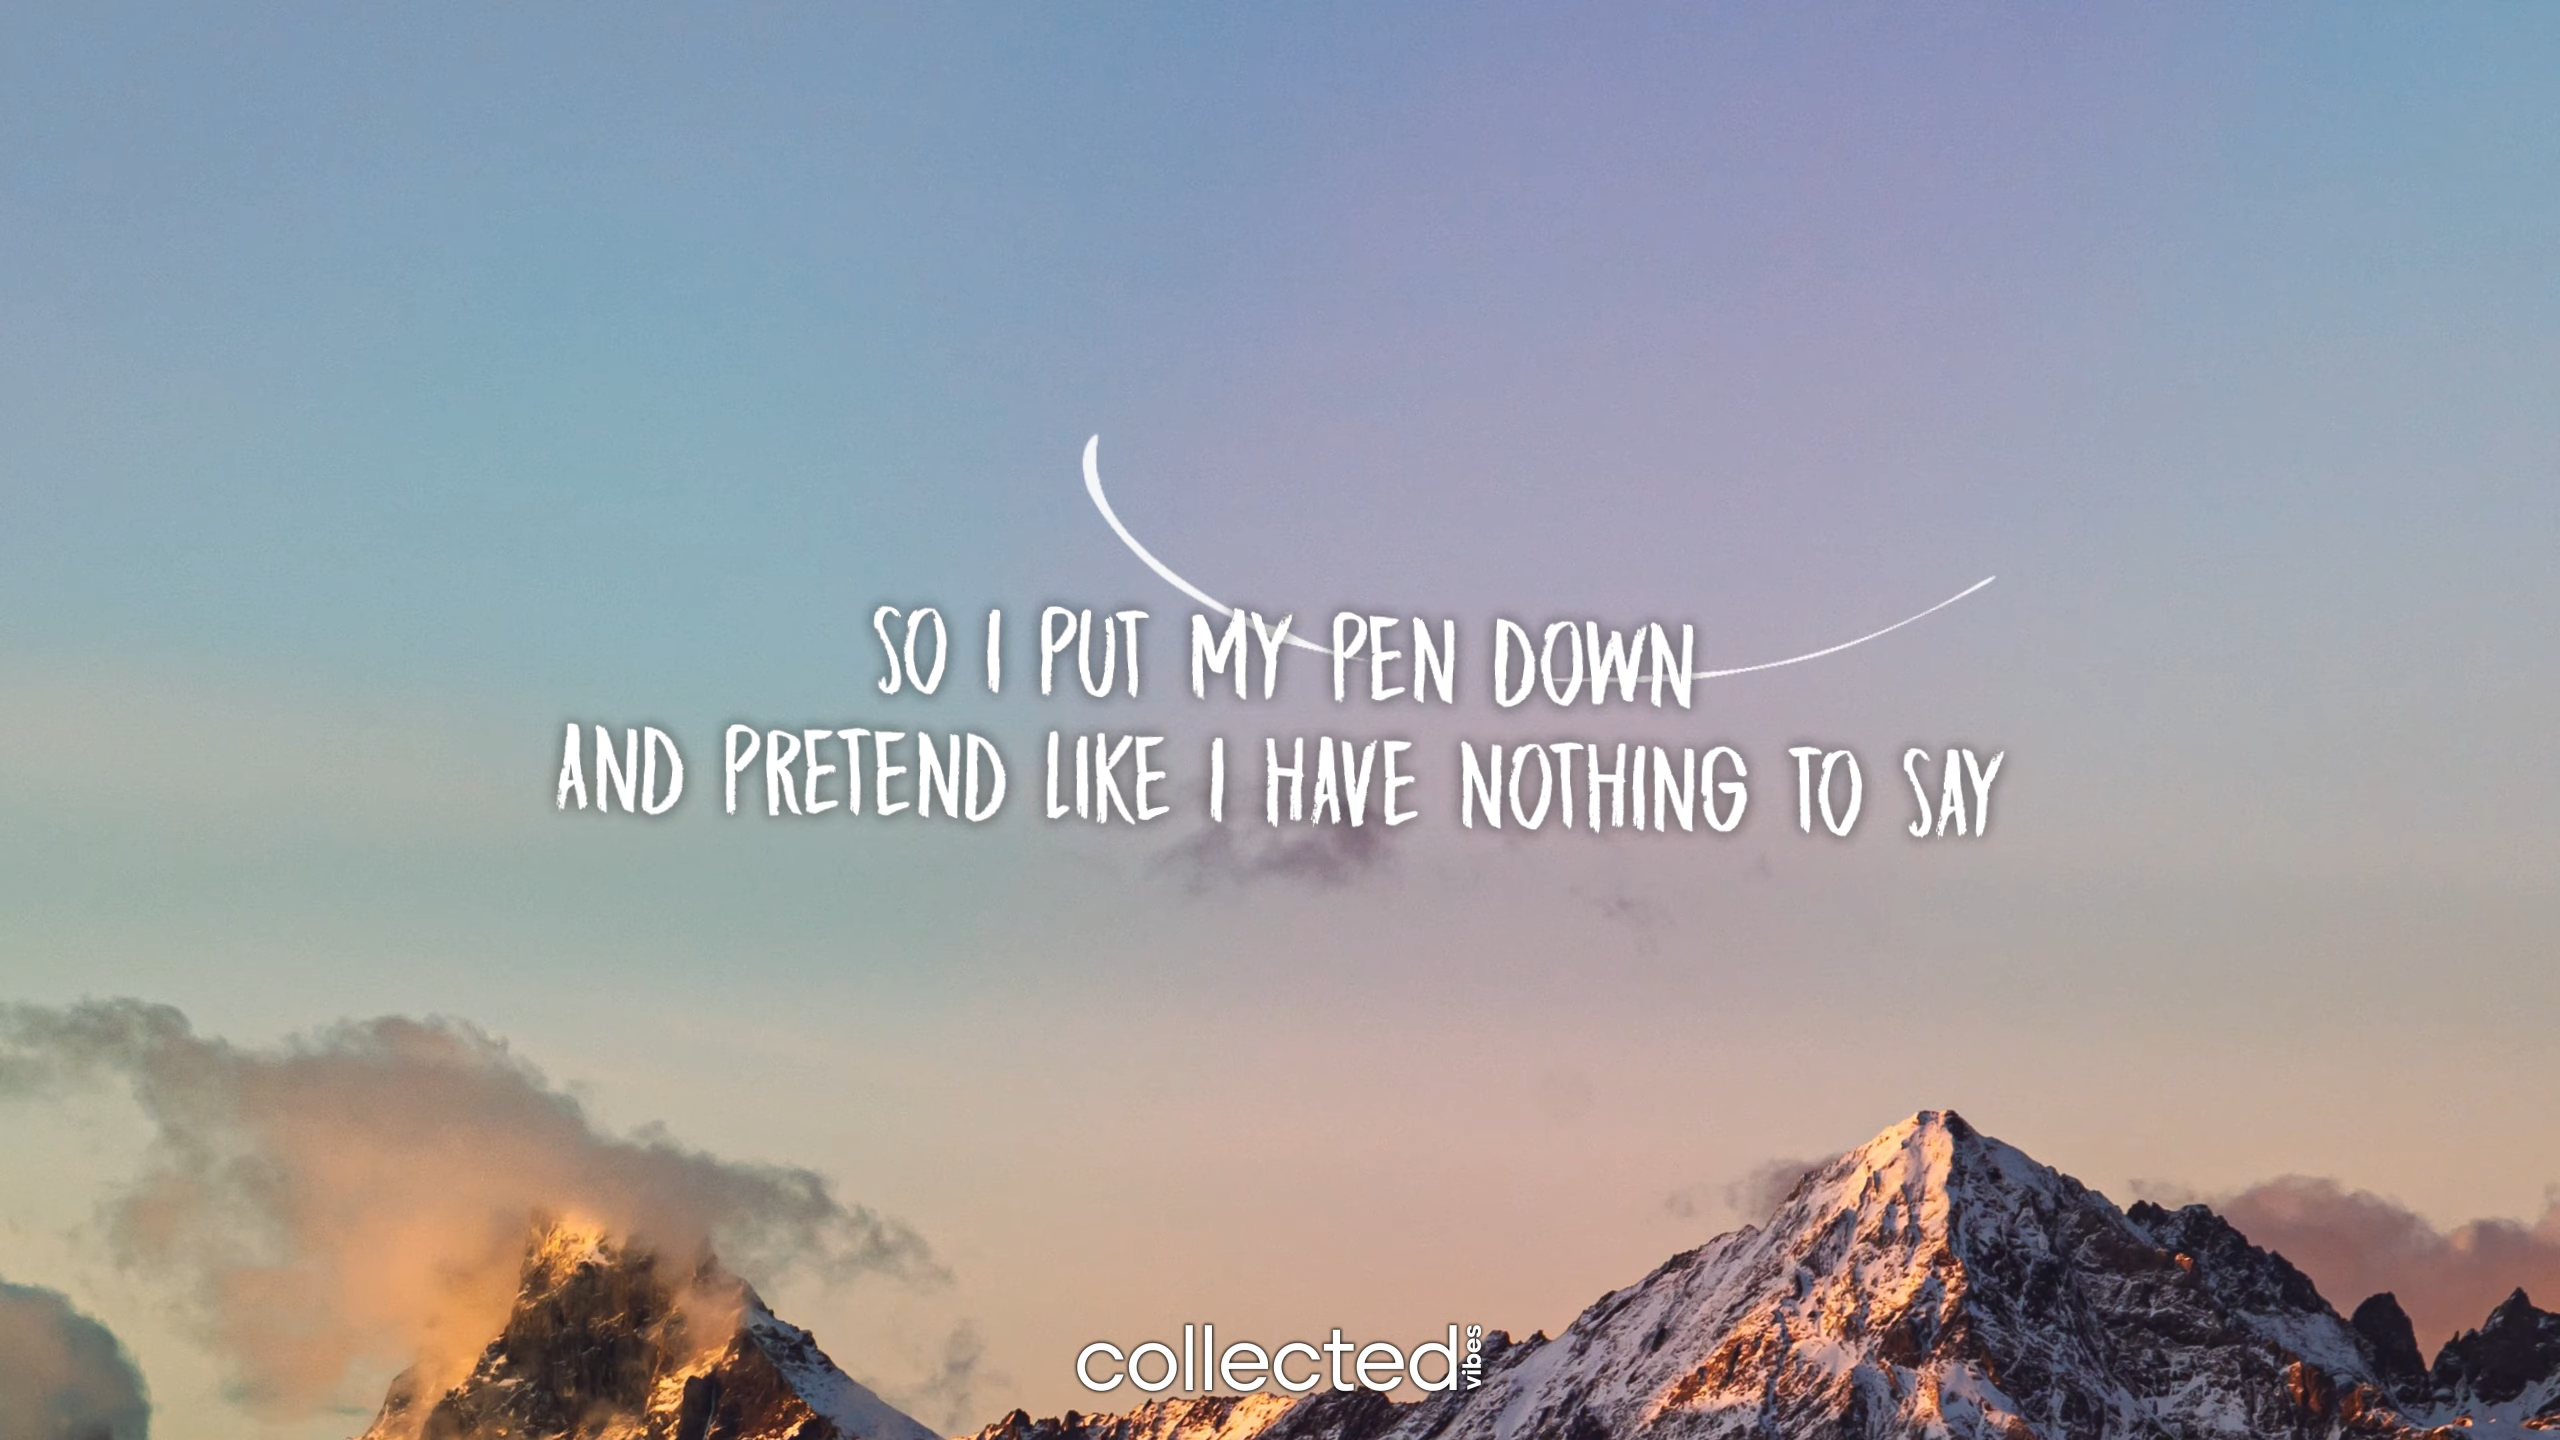 SO I PUT MY PEN DOWN
AND PRETEND LIKE I HAVE NOTHING TO SAY
collected vibes